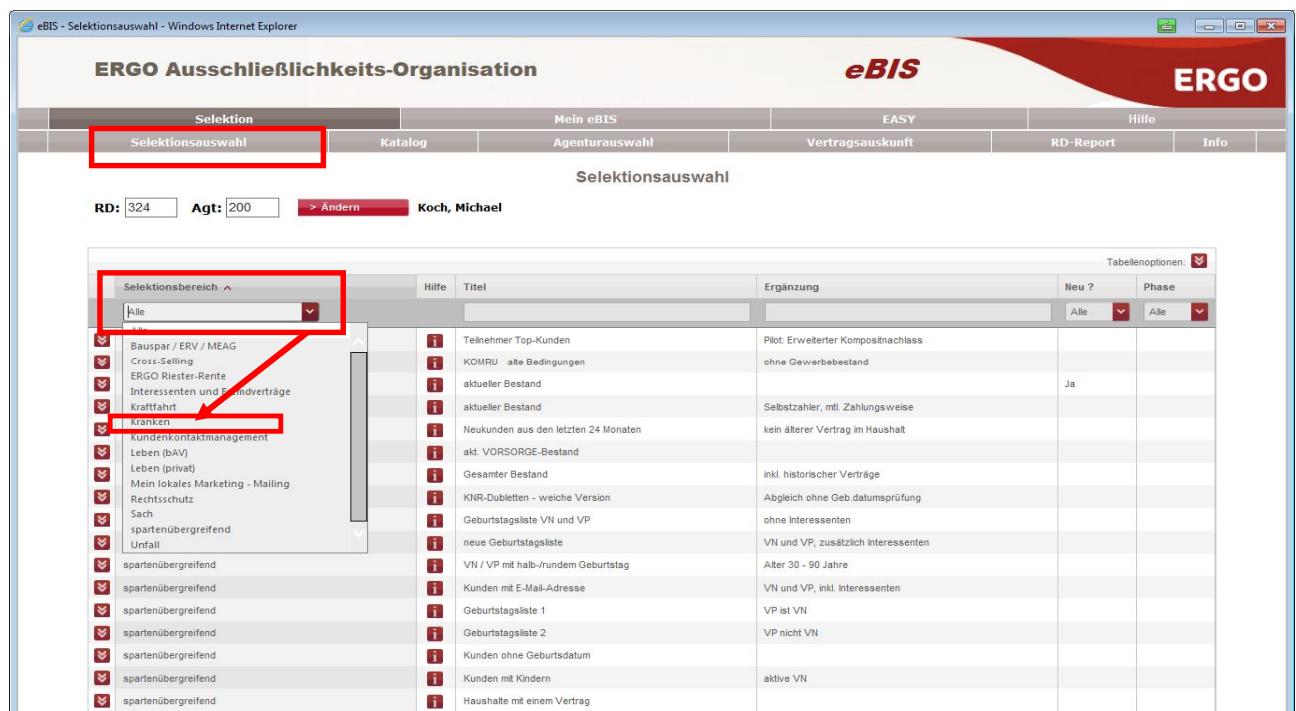 eBIS - Selektionsauswahl - Windows Internet Explorer
ERGO Ausschließlichkeits-Organisation
eBIS
ERGO
Selektion Mein eBIS EASY Hilfe
Selektionsauswahl Katalog Agenturauswahl Vertragsauskunft RD-Report Info
Selektionsauswahl
RD: 324 Agt: 200 > Ändern Koch, Michael
Tabellenoptionen:
Selektionsbereich Hilfe Titel Ergänzung Neu ? Phase
Alle Alle Alle
Alle
Bauspar / ERV / MEAG
Cross-Selling
ERGO Riester-Rente
Interessenten und Fremdverträge
Kraftfahrt
Kranken
Kundenkontaktmanagement
Leben (bAV)
Leben (privat)
Mein lokales Marketing - Mailing
Rechtsschutz
Sach
spartenübergreifend
Unfall
Teilnehmer Top-Kunden Pilot: Erweiterter Kompositnachlass
KOMRU alte Bedingungen ohne Gewerbebestand
aktueller Bestand Ja
aktueller Bestand Selbstzahler, mtl. Zahlungsweise
Neukunden aus den letzten 24 Monaten kein älterer Vertrag im Haushalt
akt. VORSORGE-Bestand
Gesamter Bestand inkl. historischer Verträge
KNR-Dubletten - weiche Version Abgleich ohne Geb.datumsprüfung
Geburtstagsliste VN und VP ohne Interessenten
neue Geburtstagsliste VN und VP, zusätzlich Interessenten
spartenübergreifend VN / VP mit halb-/rundem Geburtstag Alter 30 - 90 Jahre
spartenübergreifend Kunden mit E-Mail-Adresse VN und VP, inkl. Interessenten
spartenübergreifend Geburtstagsliste 1 VP ist VN
spartenübergreifend Geburtstagsliste 2 VP nicht VN
spartenübergreifend Kunden ohne Geburtsdatum
spartenübergreifend Kunden mit Kindern aktive VN
spartenübergreifend Haushalte mit einem Vertrag